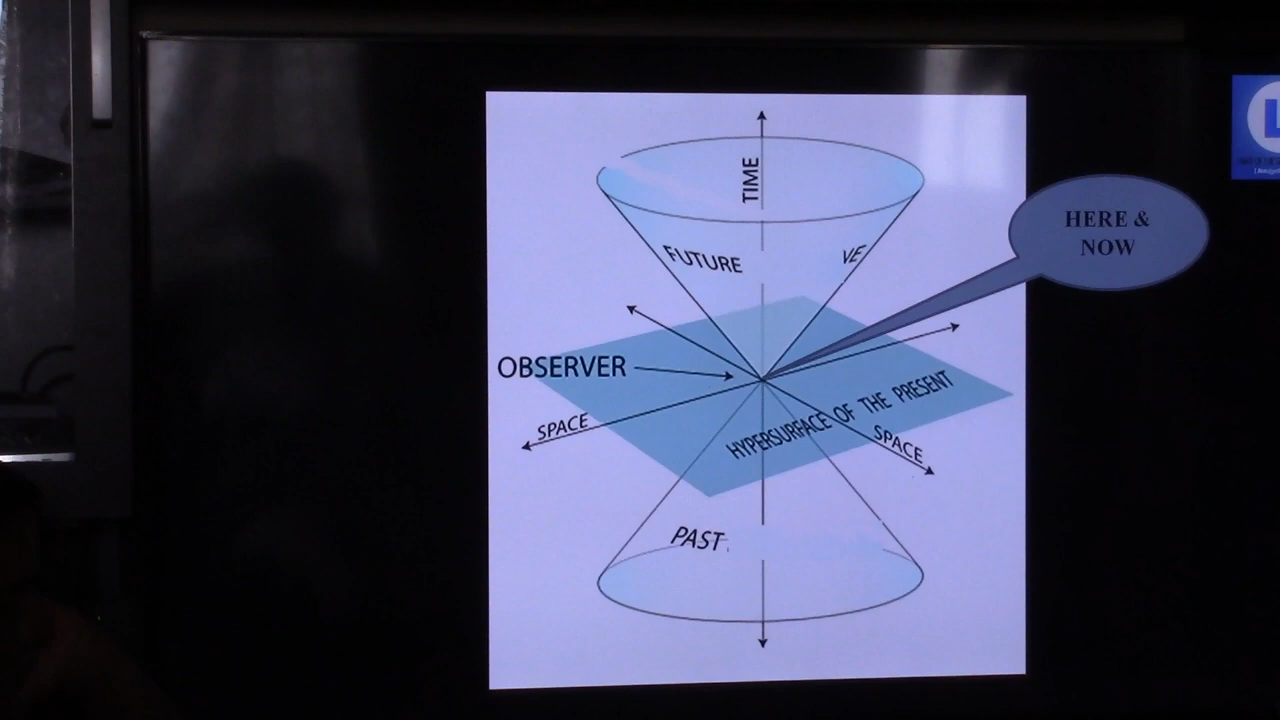 TIME
HERE &
NOW
FUTURE
VE
OBSERVER
SPACE
HYPERSURFACE OF THE PRESENT
SPACE
PAST